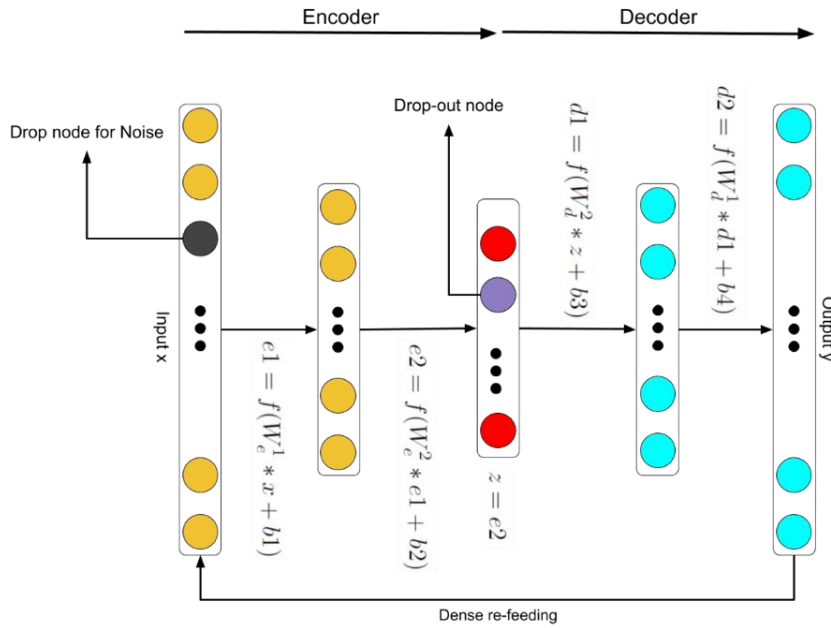 Encoder
Decoder
Drop node for Noise
Drop-out node
Input x
e1 = f(W_e^1 * x + b1)
e2 = f(W_e^2 * e1 + b2)
z = e2
d1 = f(W_d^2 * z + b3)
d2 = f(W_d^1 * d1 + b4)
Output y
Dense re-feeding